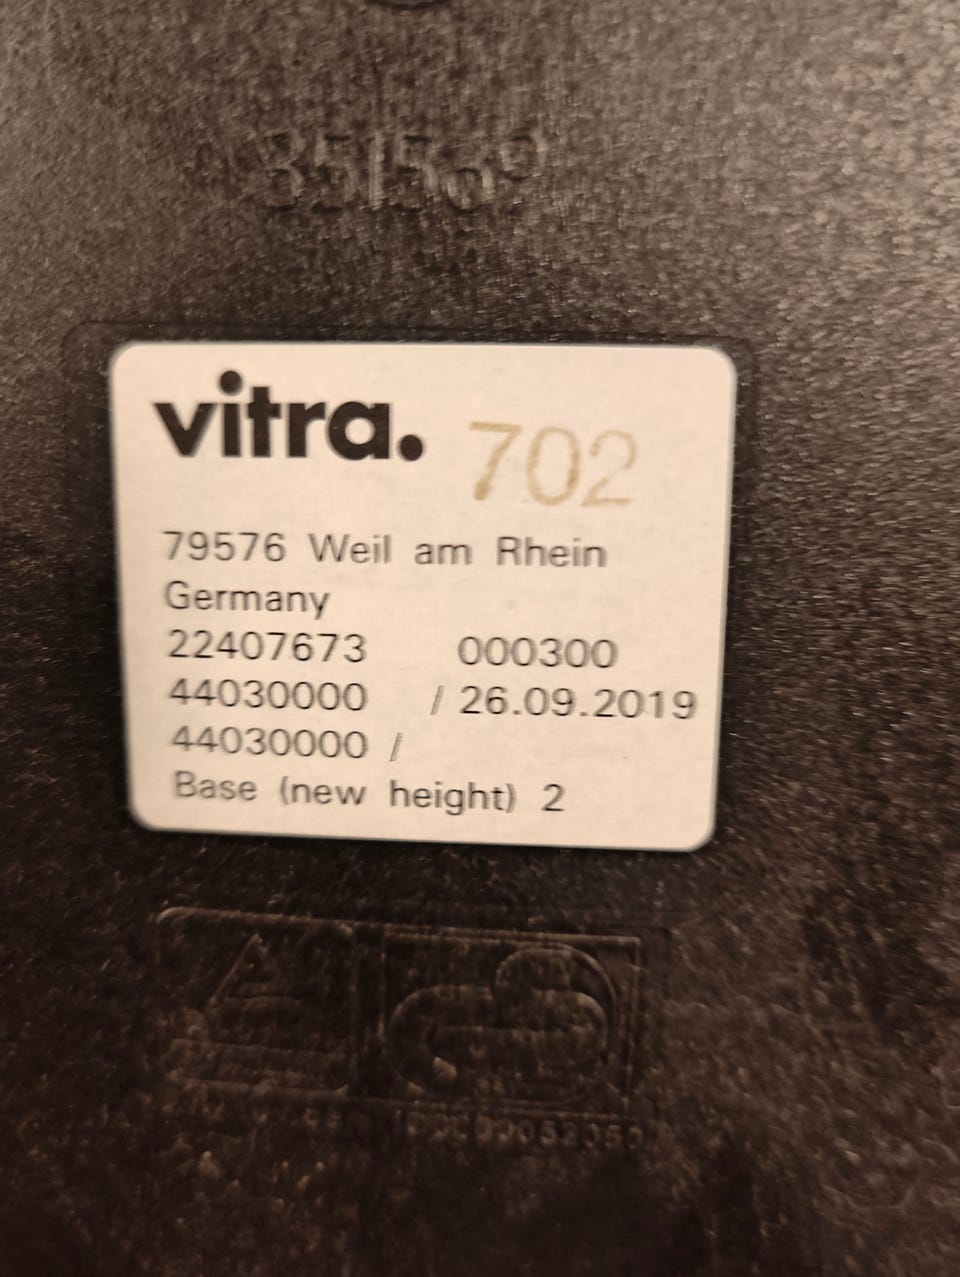 vitra. 702
79576 Weil am Rhein
Germany
22407673 000300
44030000 / 26.09.2019
44030000 /
Base (new height) 2